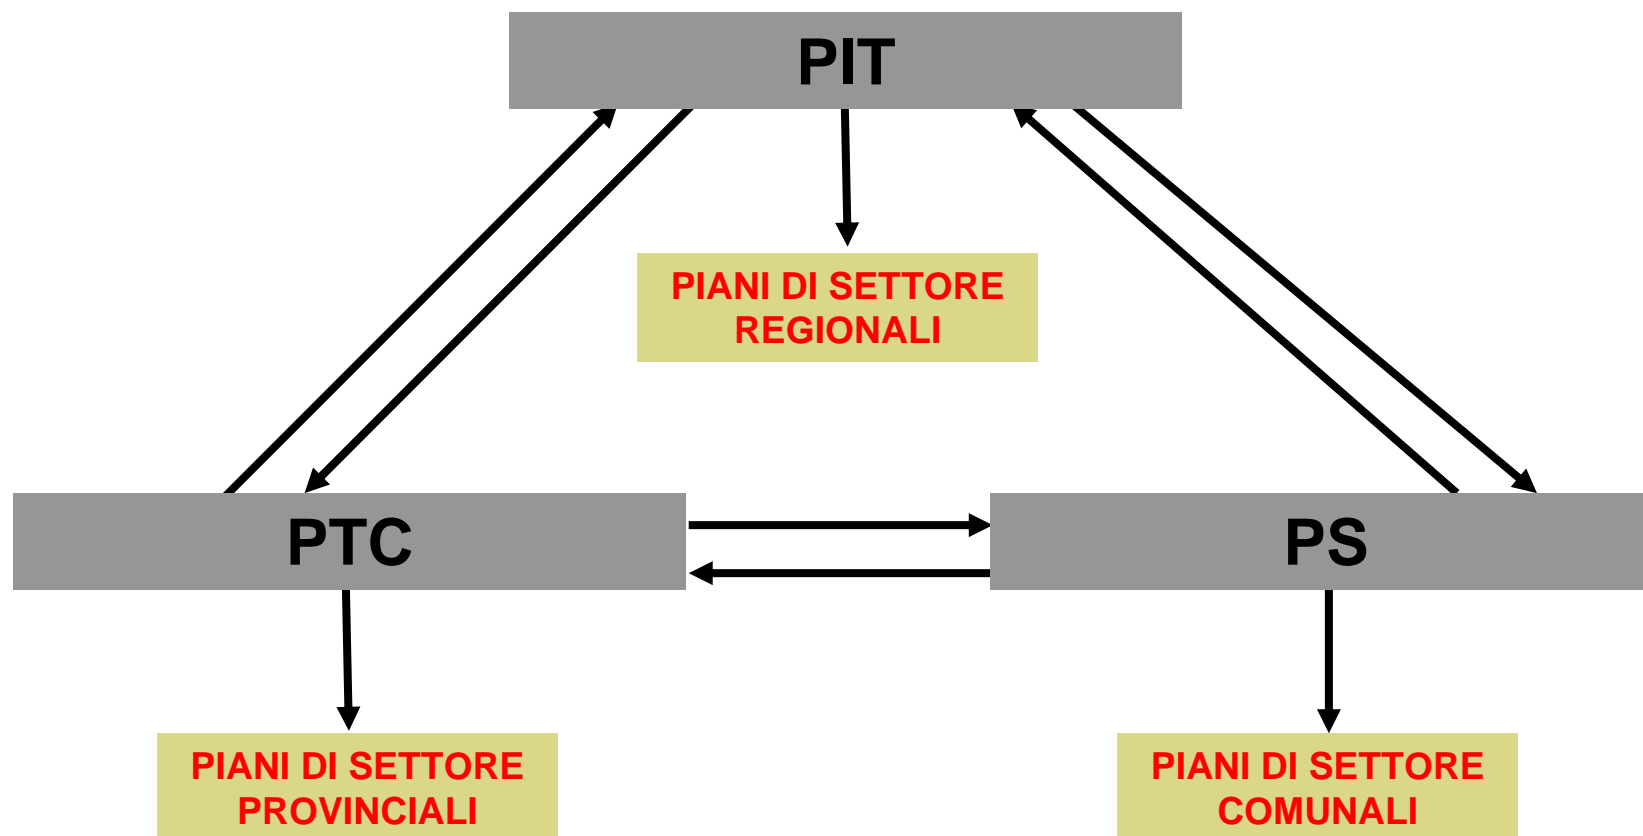 PIT
PIANI DI SETTORE
REGIONALI
PTC
PS
PIANI DI SETTORE
PROVINCIALI
PIANI DI SETTORE
COMUNALI